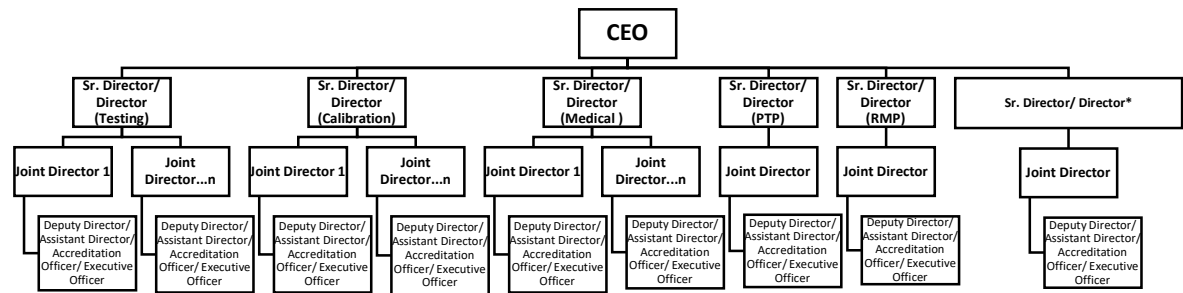 CEO
Sr. Director/
Director
(Testing)
Sr. Director/
Director
(Calibration)
Sr. Director/
Director
(Medical )
Sr. Director/
Director
(PTP)
Sr. Director/
Director
(RMP)
Sr. Director/ Director*
Joint Director 1
Joint
Director...n
Joint Director 1
Joint
Director...n
Joint Director 1
Joint
Director...n
Joint Director
Joint Director
Joint Director
Deputy Director/
Assistant Director/
Accreditation
Officer/ Executive
Officer
Deputy Director/
Assistant Director/
Accreditation
Officer/ Executive
Officer
Deputy Director/
Assistant Director/
Accreditation
Officer/ Executive
Officer
Deputy Director/
Assistant Director/
Accreditation
Officer/ Executive
Officer
Deputy Director/
Assistant Director/
Accreditation
Officer/ Executive
Officer
Deputy Director/
Assistant Director/
Accreditation
Officer/ Executive
Officer
Deputy Director/
Assistant Director/
Accreditation
Officer/ Executive
Officer
Deputy Director/
Assistant Director/
Accreditation
Officer/ Executive
Officer
Deputy Director/
Assistant Director/
Accreditation
Officer/ Executive
Officer